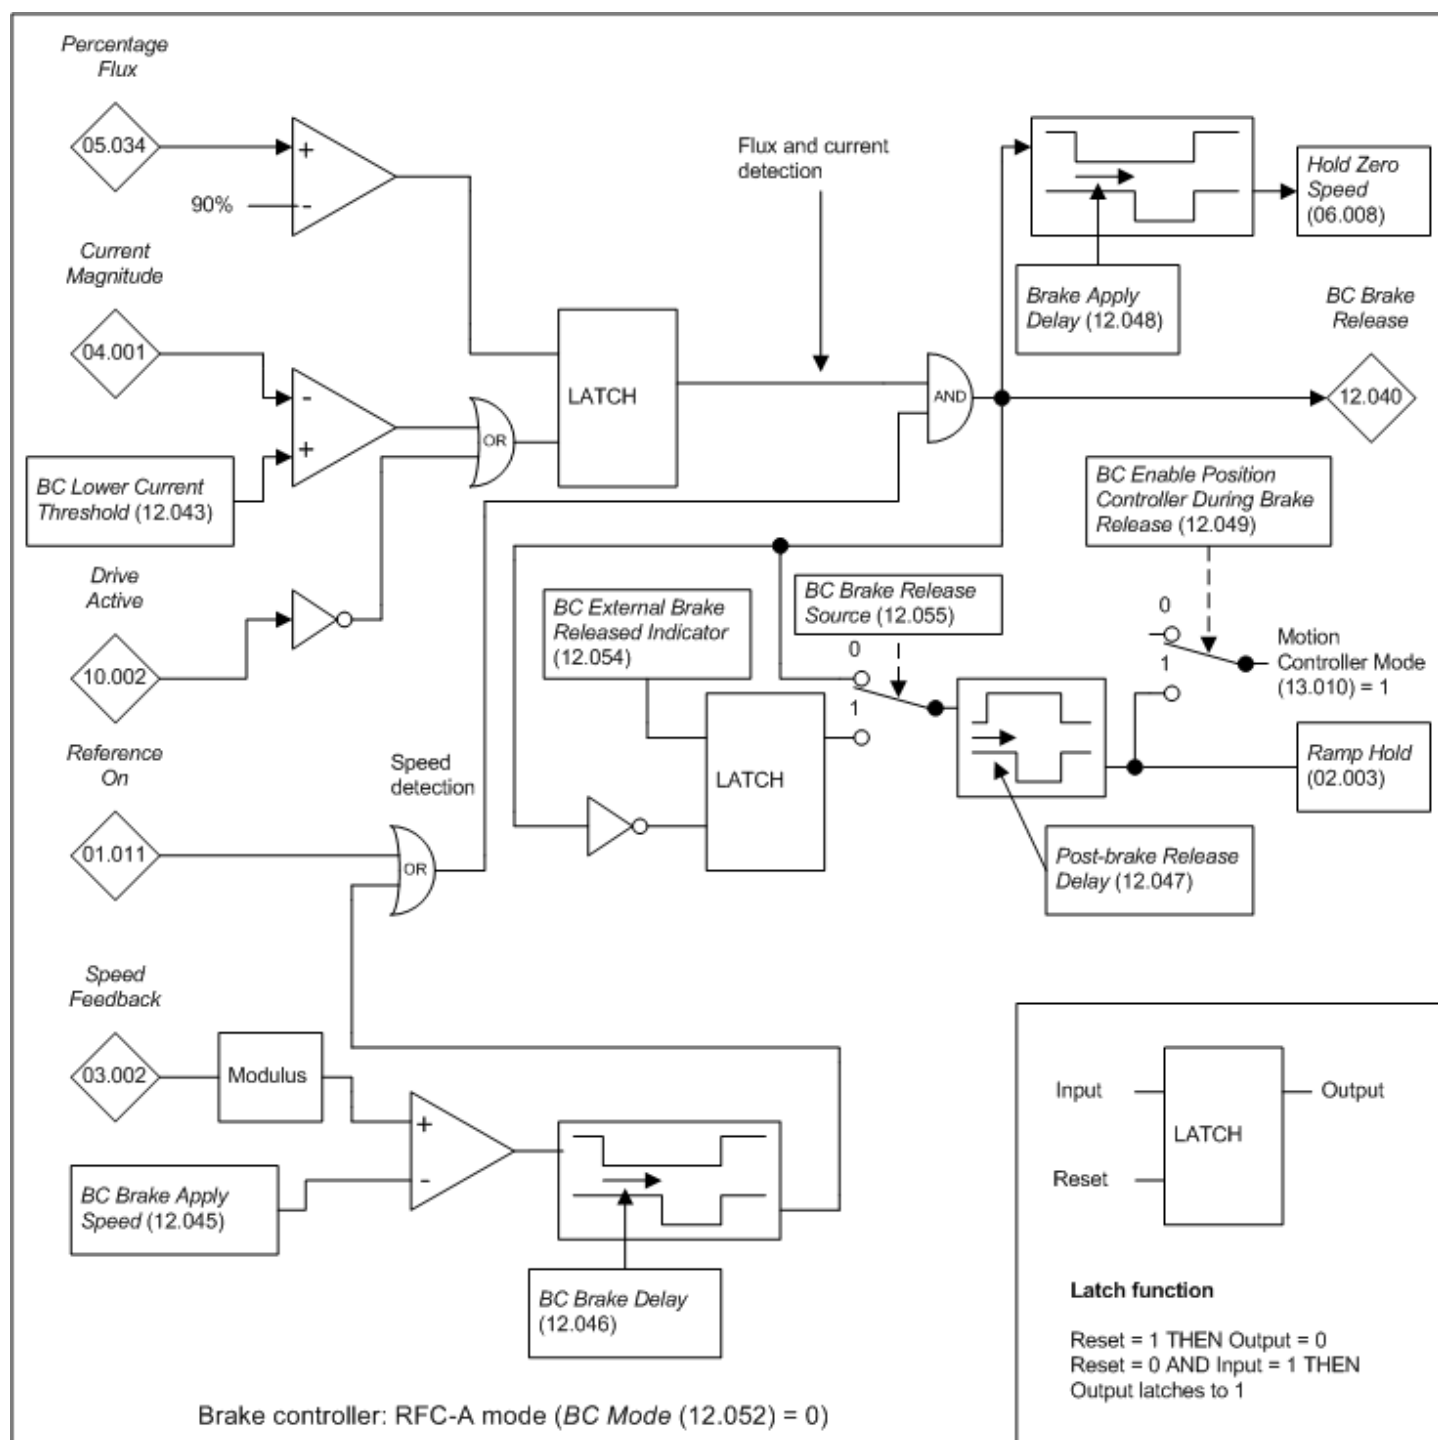 Percentage
Flux
05.034
+
90%
-
Current
Magnitude
04.001
-
+
BC Lower Current
Threshold (12.043)
OR
LATCH
Flux and current
detection
AND
Hold Zero
Speed
(06.008)
Brake Apply
Delay (12.048)
BC Brake
Release
12.040
Drive
Active
10.002
BC External Brake
Released Indicator
(12.054)
BC Brake Release
Source (12.055)
0
1
LATCH
BC Enable Position
Controller During Brake
Release (12.049)
0
1
Motion
Controller Mode
(13.010) = 1
Ramp Hold
(02.003)
Post-brake Release
Delay (12.047)
Reference
On
01.011
Speed
detection
OR
Speed
Feedback
03.002
Modulus
+
-
BC Brake Apply
Speed (12.045)
BC Brake Delay
(12.046)
Input
Reset
LATCH
Output
Latch function
Reset = 1 THEN Output = 0
Reset = 0 AND Input = 1 THEN
Output latches to 1
Brake controller: RFC-A mode (BC Mode (12.052) = 0)